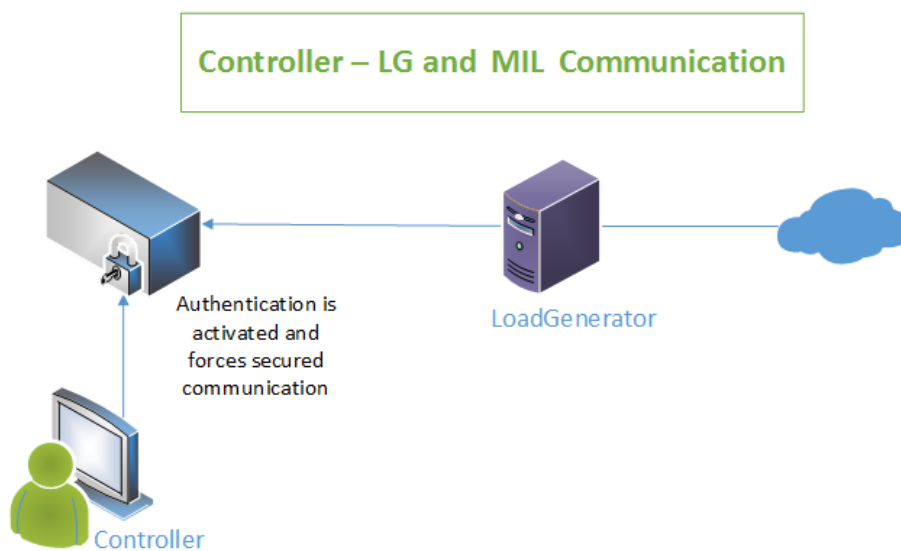 Controller – LG and MIL Communication
Authentication is
activated and
forces secured
communication
LoadGenerator
Controller